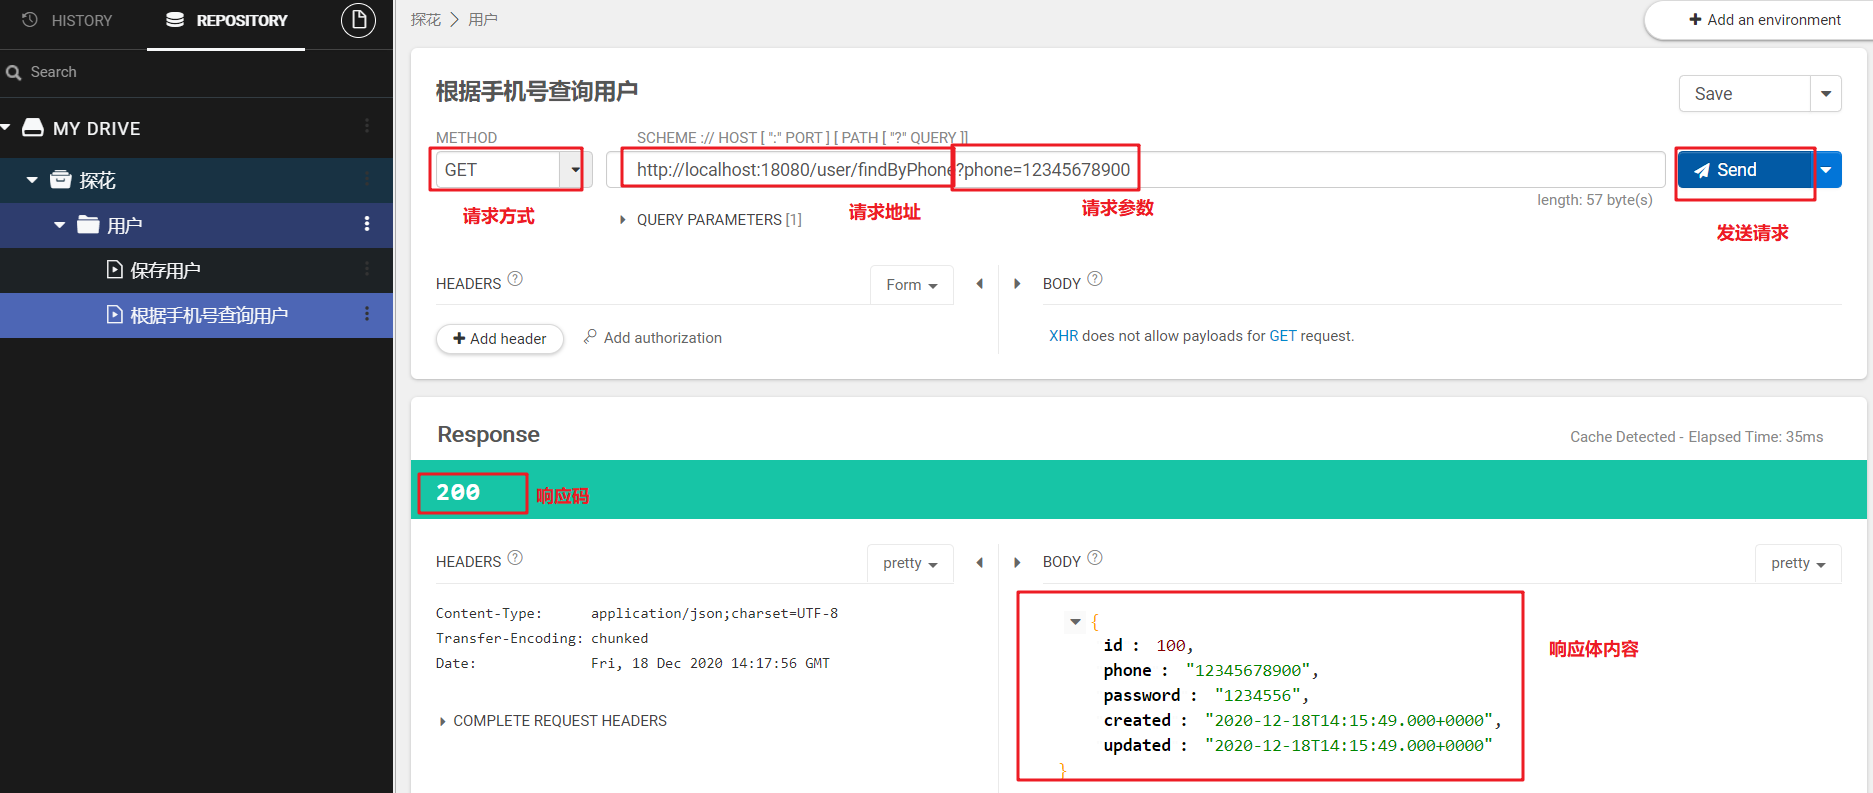 HISTORY
REPOSITORY
Search
MY DRIVE
探花
用户
保存用户
根据手机号查询用户
探花 > 用户
Add an environment
根据手机号查询用户
Save
METHOD
SCHEME :// HOST [ ":" PORT ] [ PATH [ "?" QUERY ]]
GET
http://localhost:18080/user/findByPhone?phone=12345678900
Send
length: 57 byte(s)
请求方式
请求地址
请求参数
发送请求
QUERY PARAMETERS [1]
HEADERS ?
Form
BODY ?
Add header
Add authorization
XHR does not allow payloads for GET request.
Response
Cache Detected - Elapsed Time: 35ms
200
响应码
HEADERS ?
pretty
BODY ?
pretty
Content-Type: application/json;charset=UTF-8
Transfer-Encoding: chunked
Date: Fri, 18 Dec 2020 14:17:56 GMT
COMPLETE REQUEST HEADERS
{
id : 100,
phone : "12345678900",
password : "1234556",
created : "2020-12-18T14:15:49.000+0000",
updated : "2020-12-18T14:15:49.000+0000"
}
响应体内容